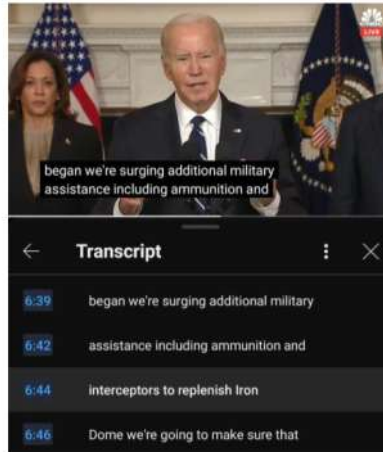 LIVE
began we're surging additional military
assistance including ammunition and
Transcript
6:39 began we're surging additional military
6:42 assistance including ammunition and
6:44 interceptors to replenish Iron
6:46 Dome we're going to make sure that